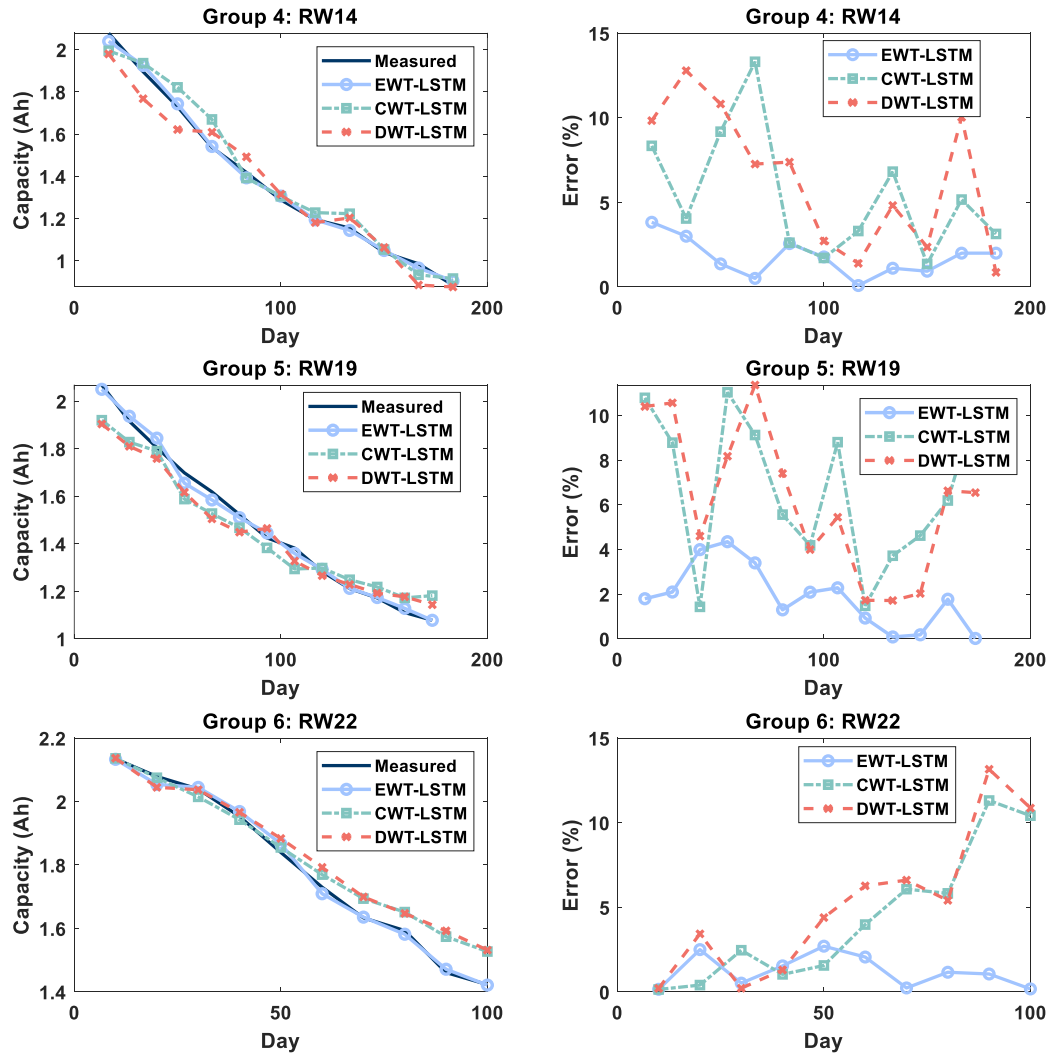 Group 4: RW14
Capacity (Ah)
2
1.8
1.6
1.4
1.2
1
0
100
200
Day
Measured
EWT-LSTM
CWT-LSTM
DWT-LSTM
Group 4: RW14
Error (%)
15
10
5
0
0
100
200
Day
EWT-LSTM
CWT-LSTM
DWT-LSTM
Group 5: RW19
Capacity (Ah)
2
1.8
1.6
1.4
1.2
1
0
100
200
Day
Measured
EWT-LSTM
CWT-LSTM
DWT-LSTM
Group 5: RW19
Error (%)
10
8
6
4
2
0
0
100
200
Day
EWT-LSTM
CWT-LSTM
DWT-LSTM
Group 6: RW22
Capacity (Ah)
2.2
2
1.8
1.6
1.4
0
50
100
Day
Measured
EWT-LSTM
CWT-LSTM
DWT-LSTM
Group 6: RW22
Error (%)
15
10
5
0
0
50
100
Day
EWT-LSTM
CWT-LSTM
DWT-LSTM